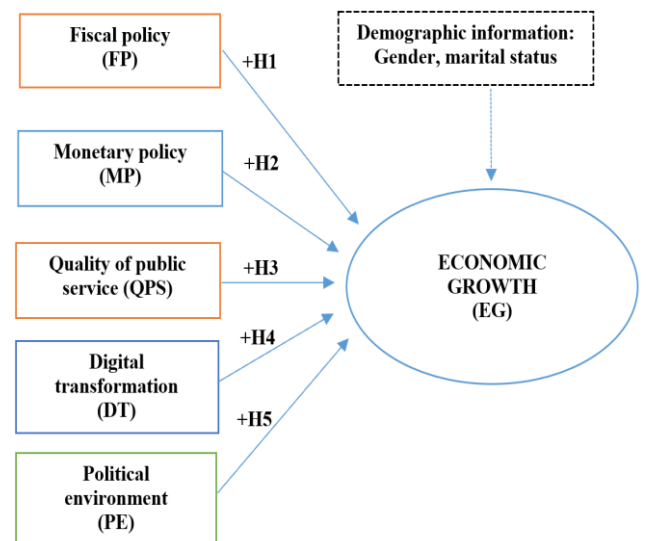 Fiscal policy
(FP)
+H1
Demographic information:
Gender, marital status
Monetary policy
(MP)
+H2
Quality of public
service (QPS)
+H3
ECONOMIC
GROWTH
(EG)
Digital
transformation
(DT)
+H4
Political
environment
(PE)
+H5